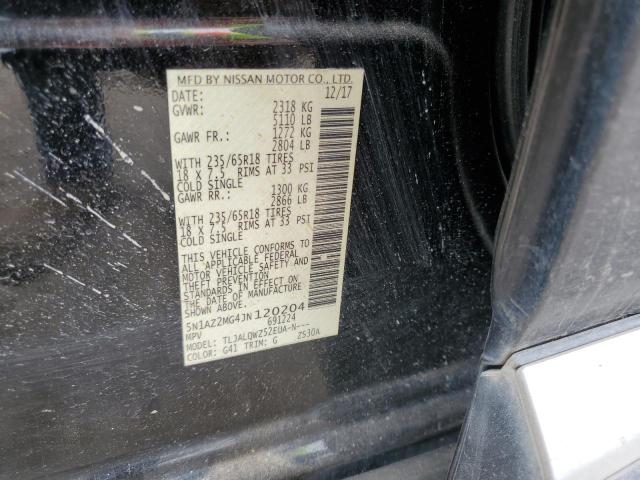 MFD BY NISSAN MOTOR CO., LTD.
DATE: 12/17
GVWR: 2318 KG
5110 LB
GAWR FR.: 1272 KG
2804 LB
WITH 235/65R18 TIRES
18 X 7.5 RIMS AT 33 PSI
COLD SINGLE
GAWR RR.: 1300 KG
2866 LB
WITH 235/65R18 TIRES
18 X 7.5 RIMS AT 33 PSI
COLD SINGLE
THIS VEHICLE CONFORMS TO
ALL APPLICABLE FEDERAL
MOTOR VEHICLE SAFETY AND
THEFT PREVENTION
STANDARDS IN EFFECT ON
THE DATE OF MFR SHOWN ABOVE.
5N1AZ2MG4JN120204
MPV 691224
MODEL: TLJALQWZ52EUA-N---
COLOR: G41 TRIM: G ZS30A